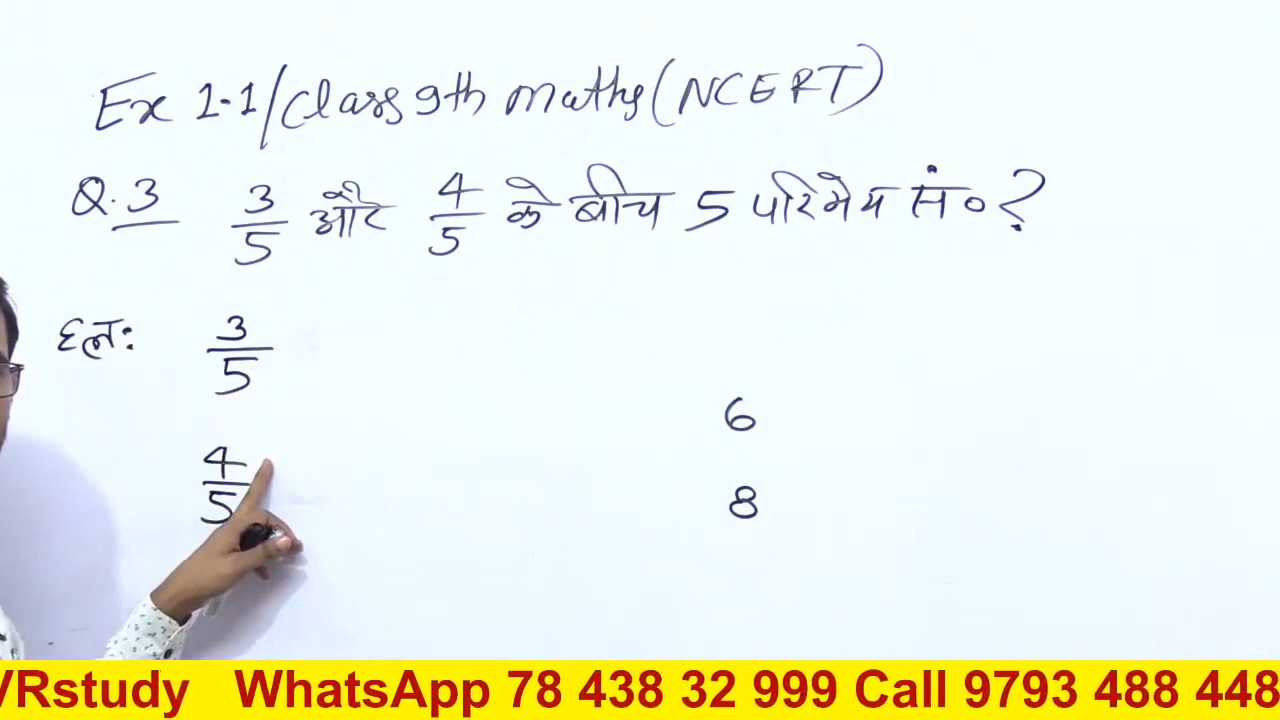 Ex 1.1/Class 9th maths (NCERT)
Q.3 3/5 और 4/5 के बीच 5 परिमेय सं० ?
हल: 3/5
6
4/5
8
VRstudy WhatsApp 78 438 32 999 Call 9793 488 448